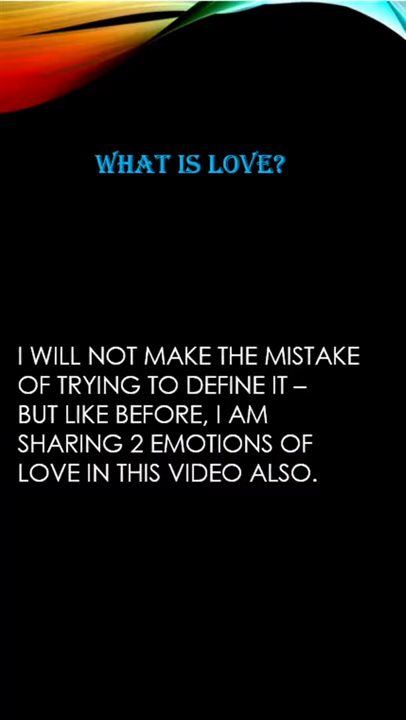 WHAT IS LOVE?
I WILL NOT MAKE THE MISTAKE
OF TRYING TO DEFINE IT –
BUT LIKE BEFORE, I AM
SHARING 2 EMOTIONS OF
LOVE IN THIS VIDEO ALSO.